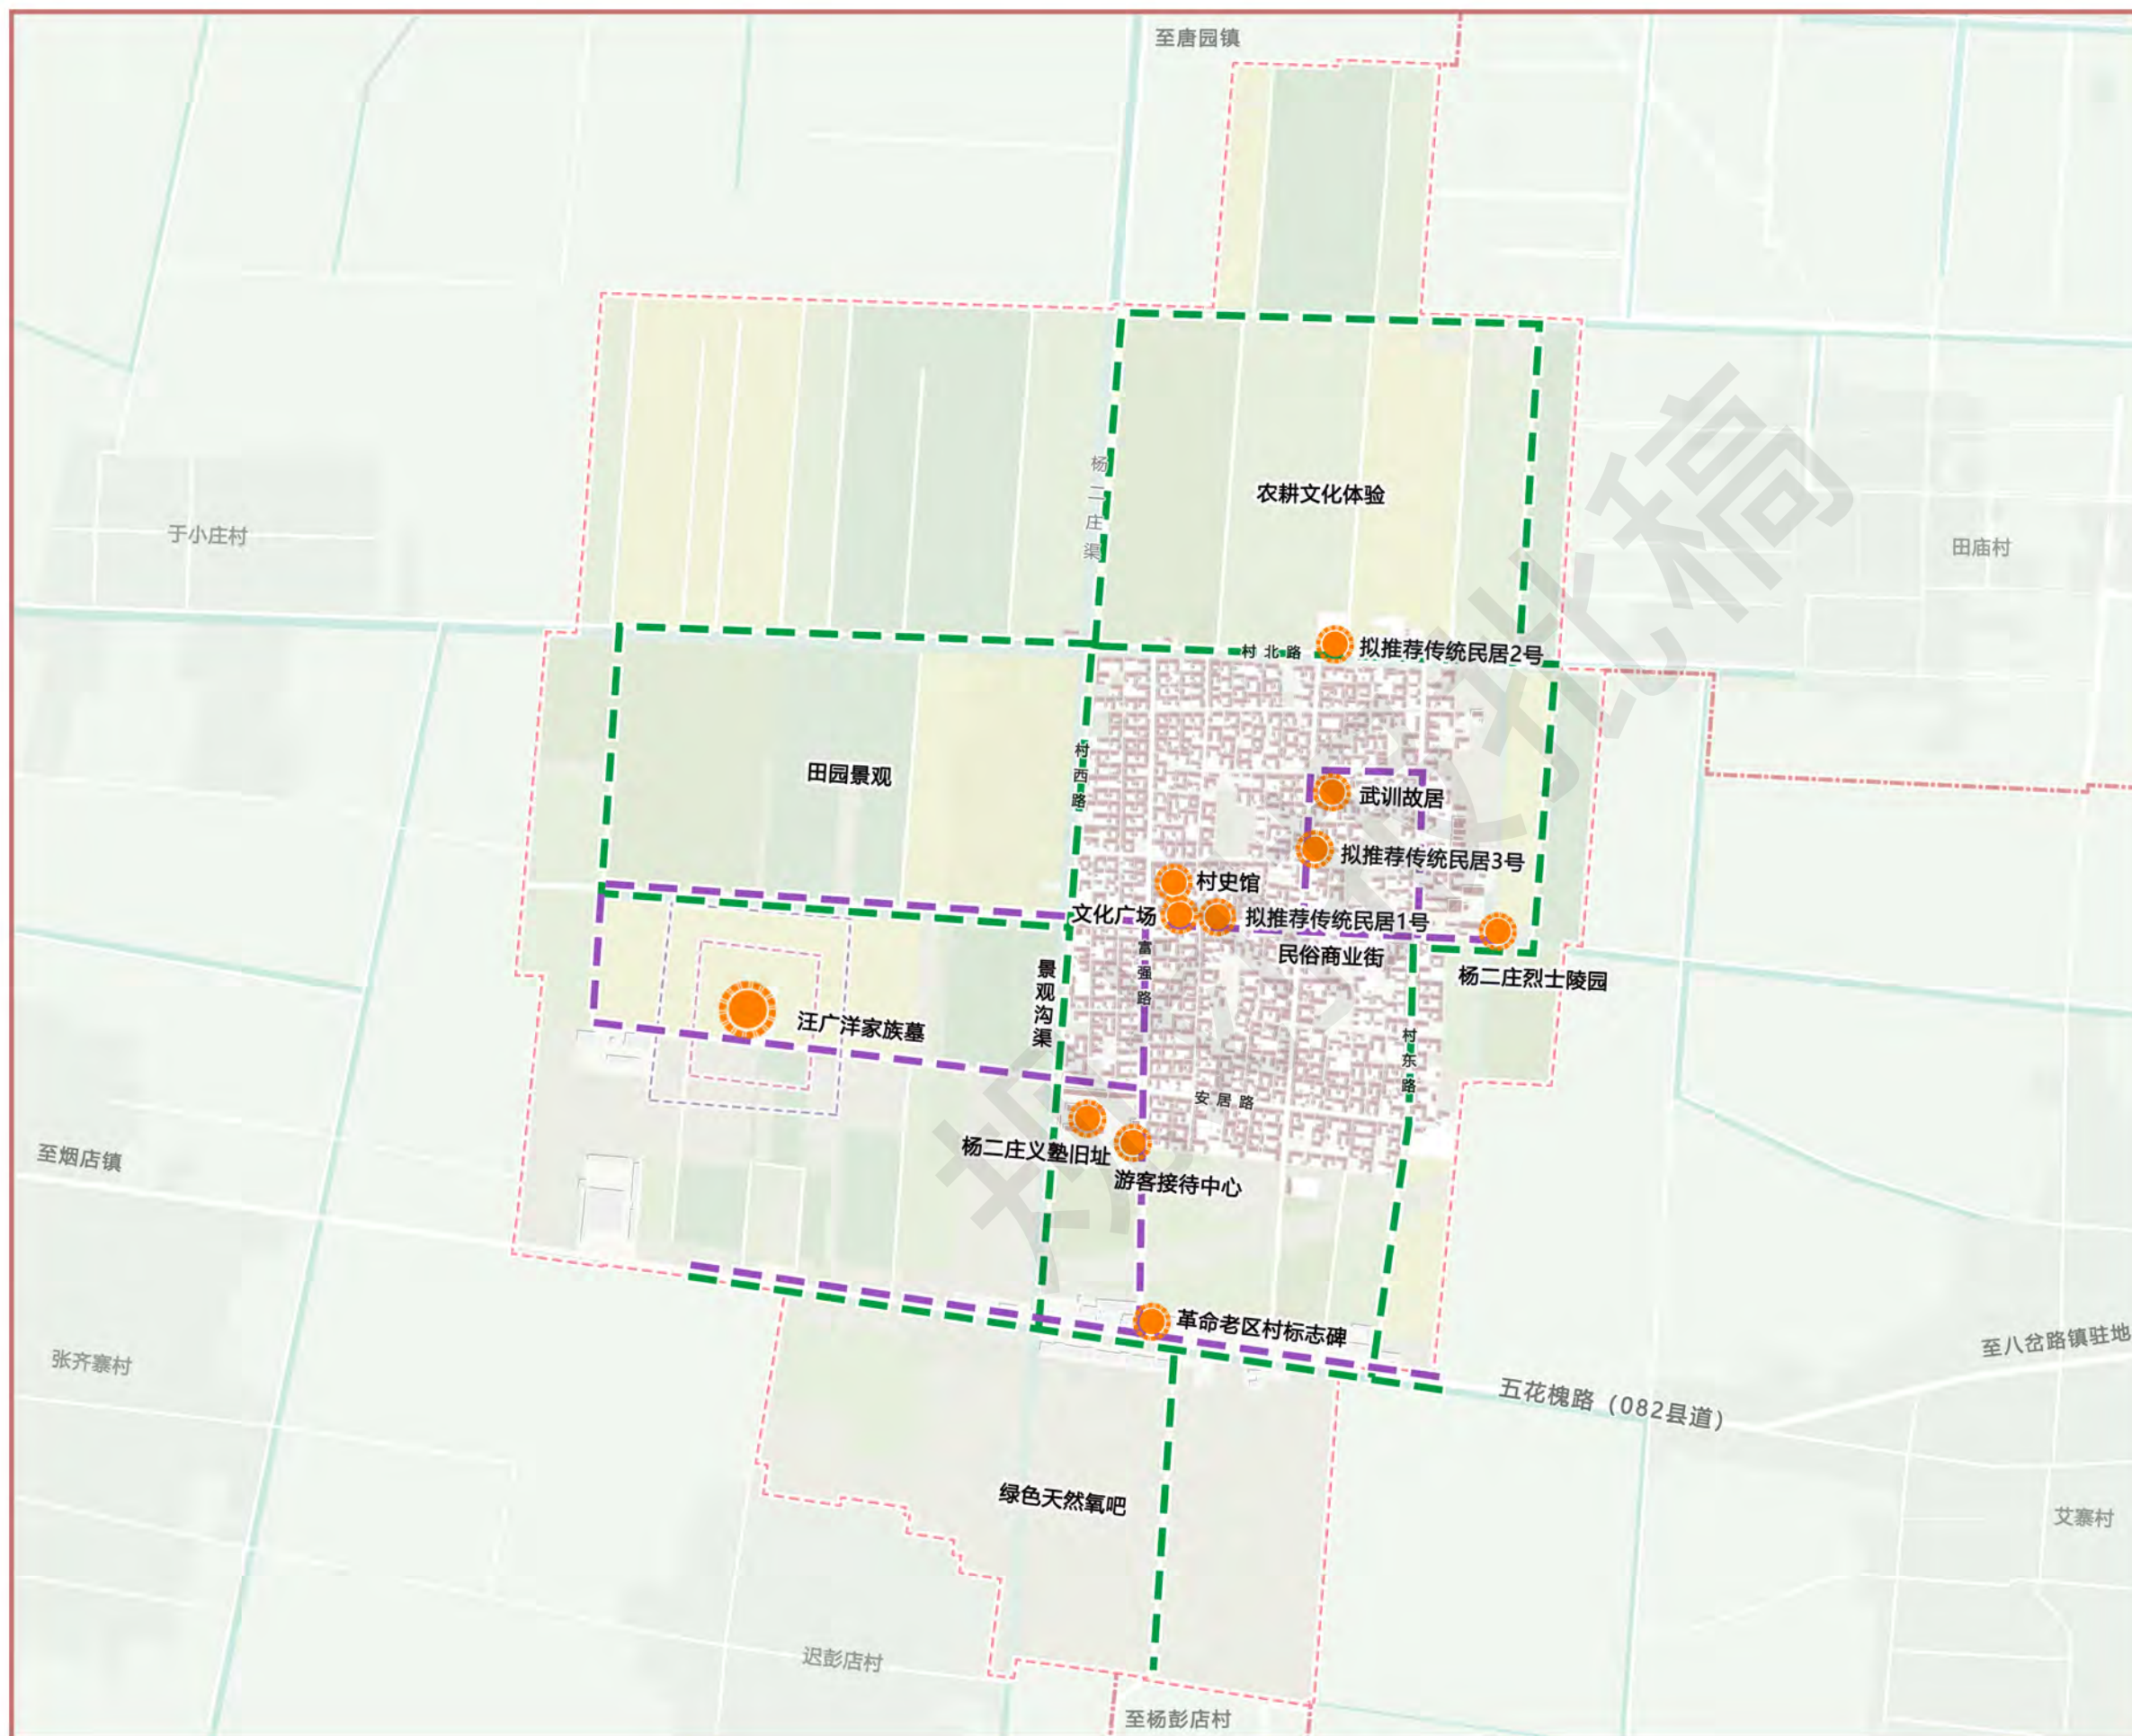 至唐园镇
杨二庄渠
农耕文化体验
于小庄村
田庙村
村北路
拟推荐传统民居2号
村西路
田园景观
武训故居
拟推荐传统民居3号
村史馆
文化广场
拟推荐传统民居1号
富强路
民俗商业街
杨二庄烈士陵园
景观沟渠
汪广洋家族墓
村东路
安居路
杨二庄义塾旧址
游客接待中心
至烟店镇
革命老区村标志碑
至八岔路镇驻地
张齐寨村
五花槐路（082县道）
绿色天然氧吧
艾寨村
迟彭店村
至杨彭店村